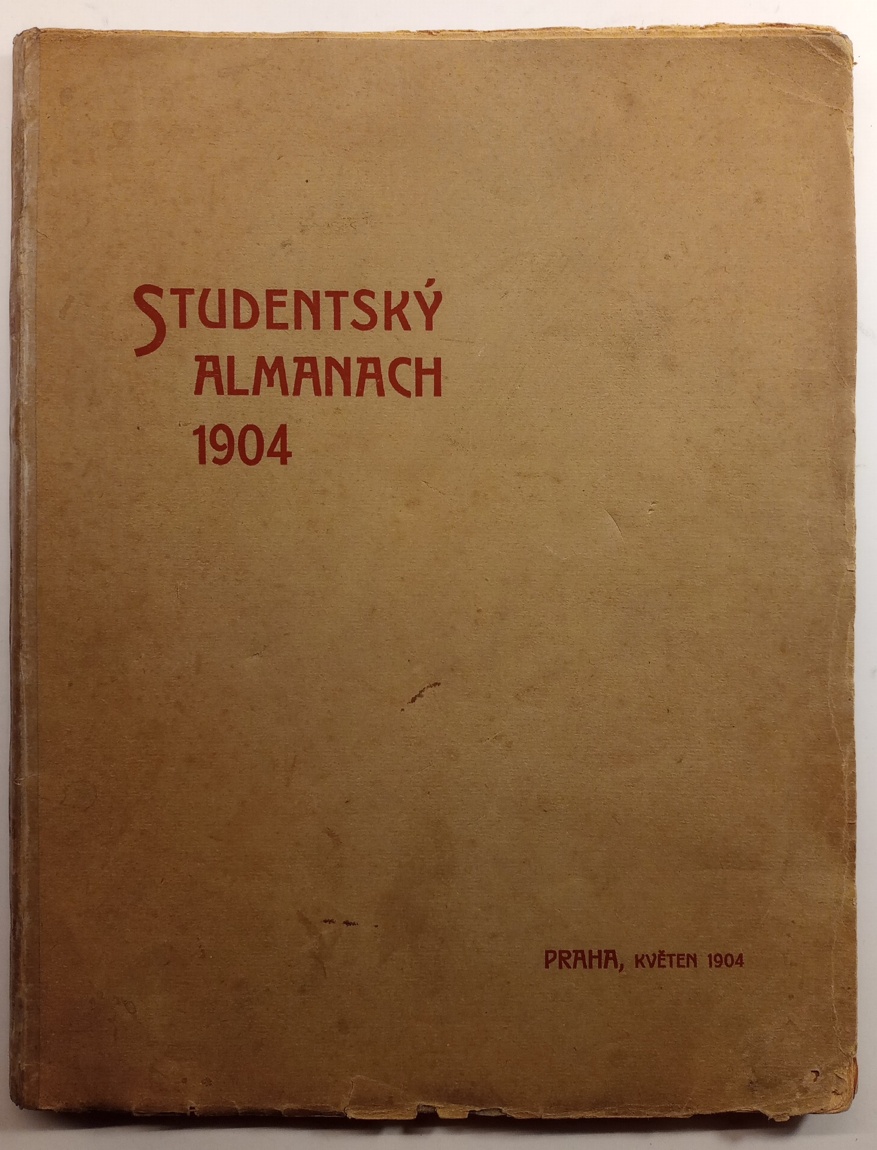 STUDENTSKÝ
ALMANACH
1904
PRAHA, KVĚTEN 1904